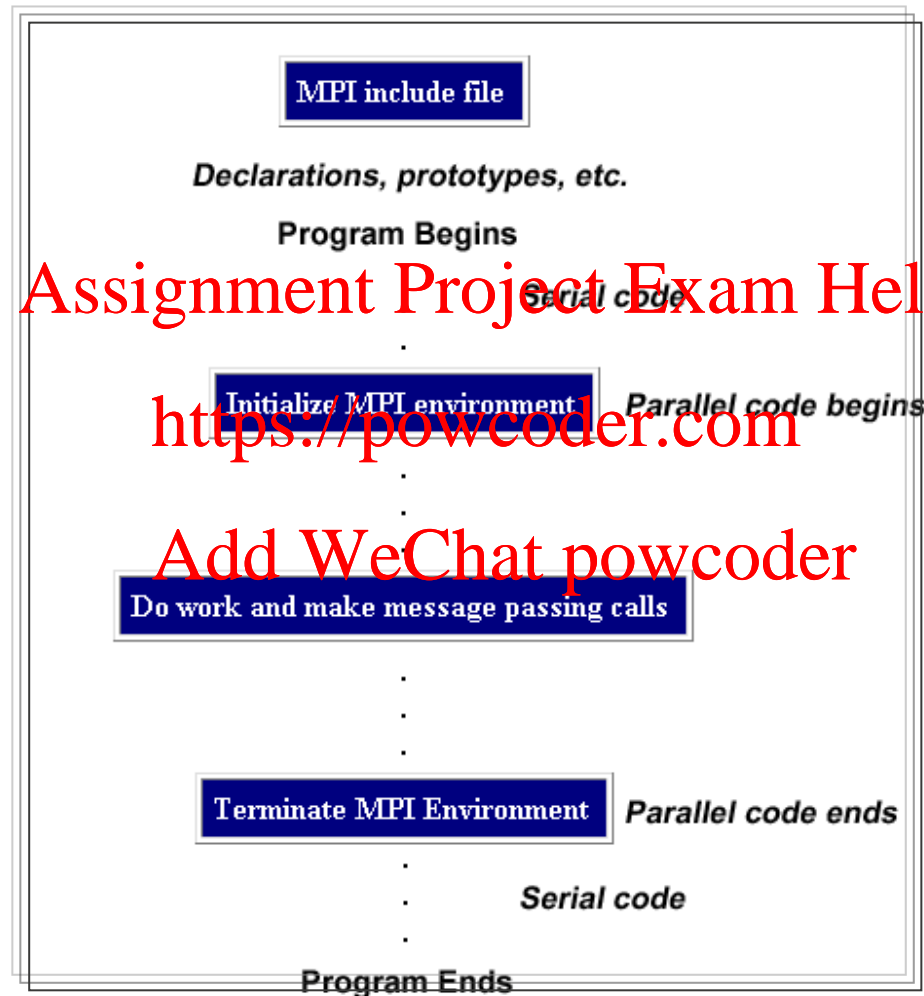 MPI include file
Declarations, prototypes, etc.
Program Begins
Assignment Project Exam Hel
Serial code
Initialize MPI environment
Parallel code begins
https://powcoder.com
Add WeChat powcoder
Do work and make message passing calls
Terminate MPI Environment
Parallel code ends
Serial code
Program Ends